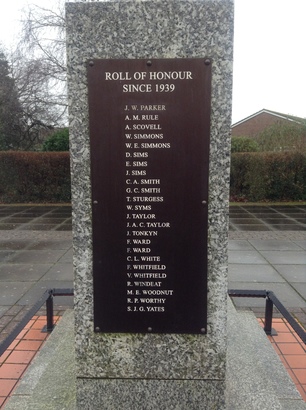 ROLL OF HONOUR
SINCE 1939
J. W. PARKER
A. M. RULE
A. SCOVELL
W. SIMMONS
W. E. SIMMONS
D. SIMS
E. SIMS
J. SIMS
C. A. SMITH
G. C. SMITH
T. STURGESS
W. SYMS
J. TAYLOR
J. A. C. TAYLOR
J. TONKYN
F. WARD
F. WARD
C. L. WHITE
F. WHITFIELD
V. WHITFIELD
R. WINDEAT
M. E. WOODNUT
R. P. WORTHY
S. J. G. YATES